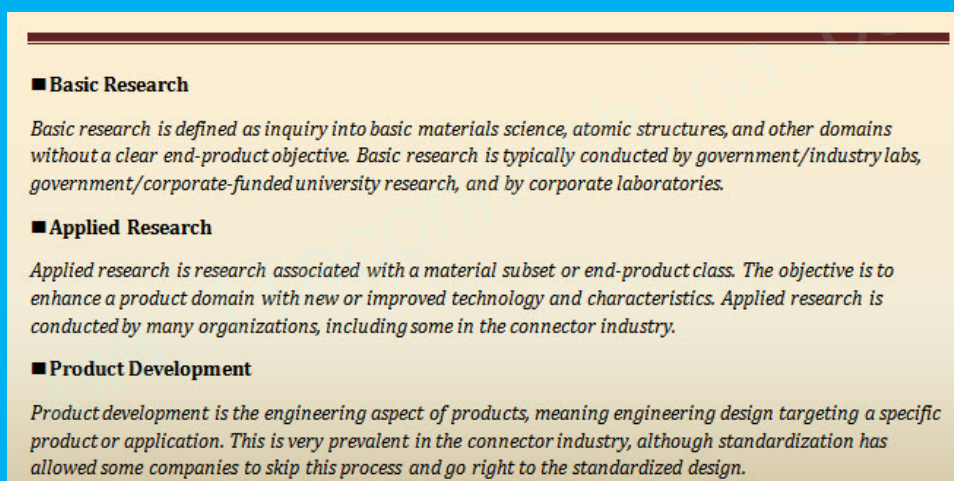 ■ Basic Research
Basic research is defined as inquiry into basic materials science, atomic structures, and other domains
without a clear end-product objective. Basic research is typically conducted by government/industry labs,
government/corporate-funded university research, and by corporate laboratories.
■ Applied Research
Applied research is research associated with a material subset or end-product class. The objective is to
enhance a product domain with new or improved technology and characteristics. Applied research is
conducted by many organizations, including some in the connector industry.
■ Product Development
Product development is the engineering aspect of products, meaning engineering design targeting a specific
product or application. This is very prevalent in the connector industry, although standardization has
allowed some companies to skip this process and go right to the standardized design.